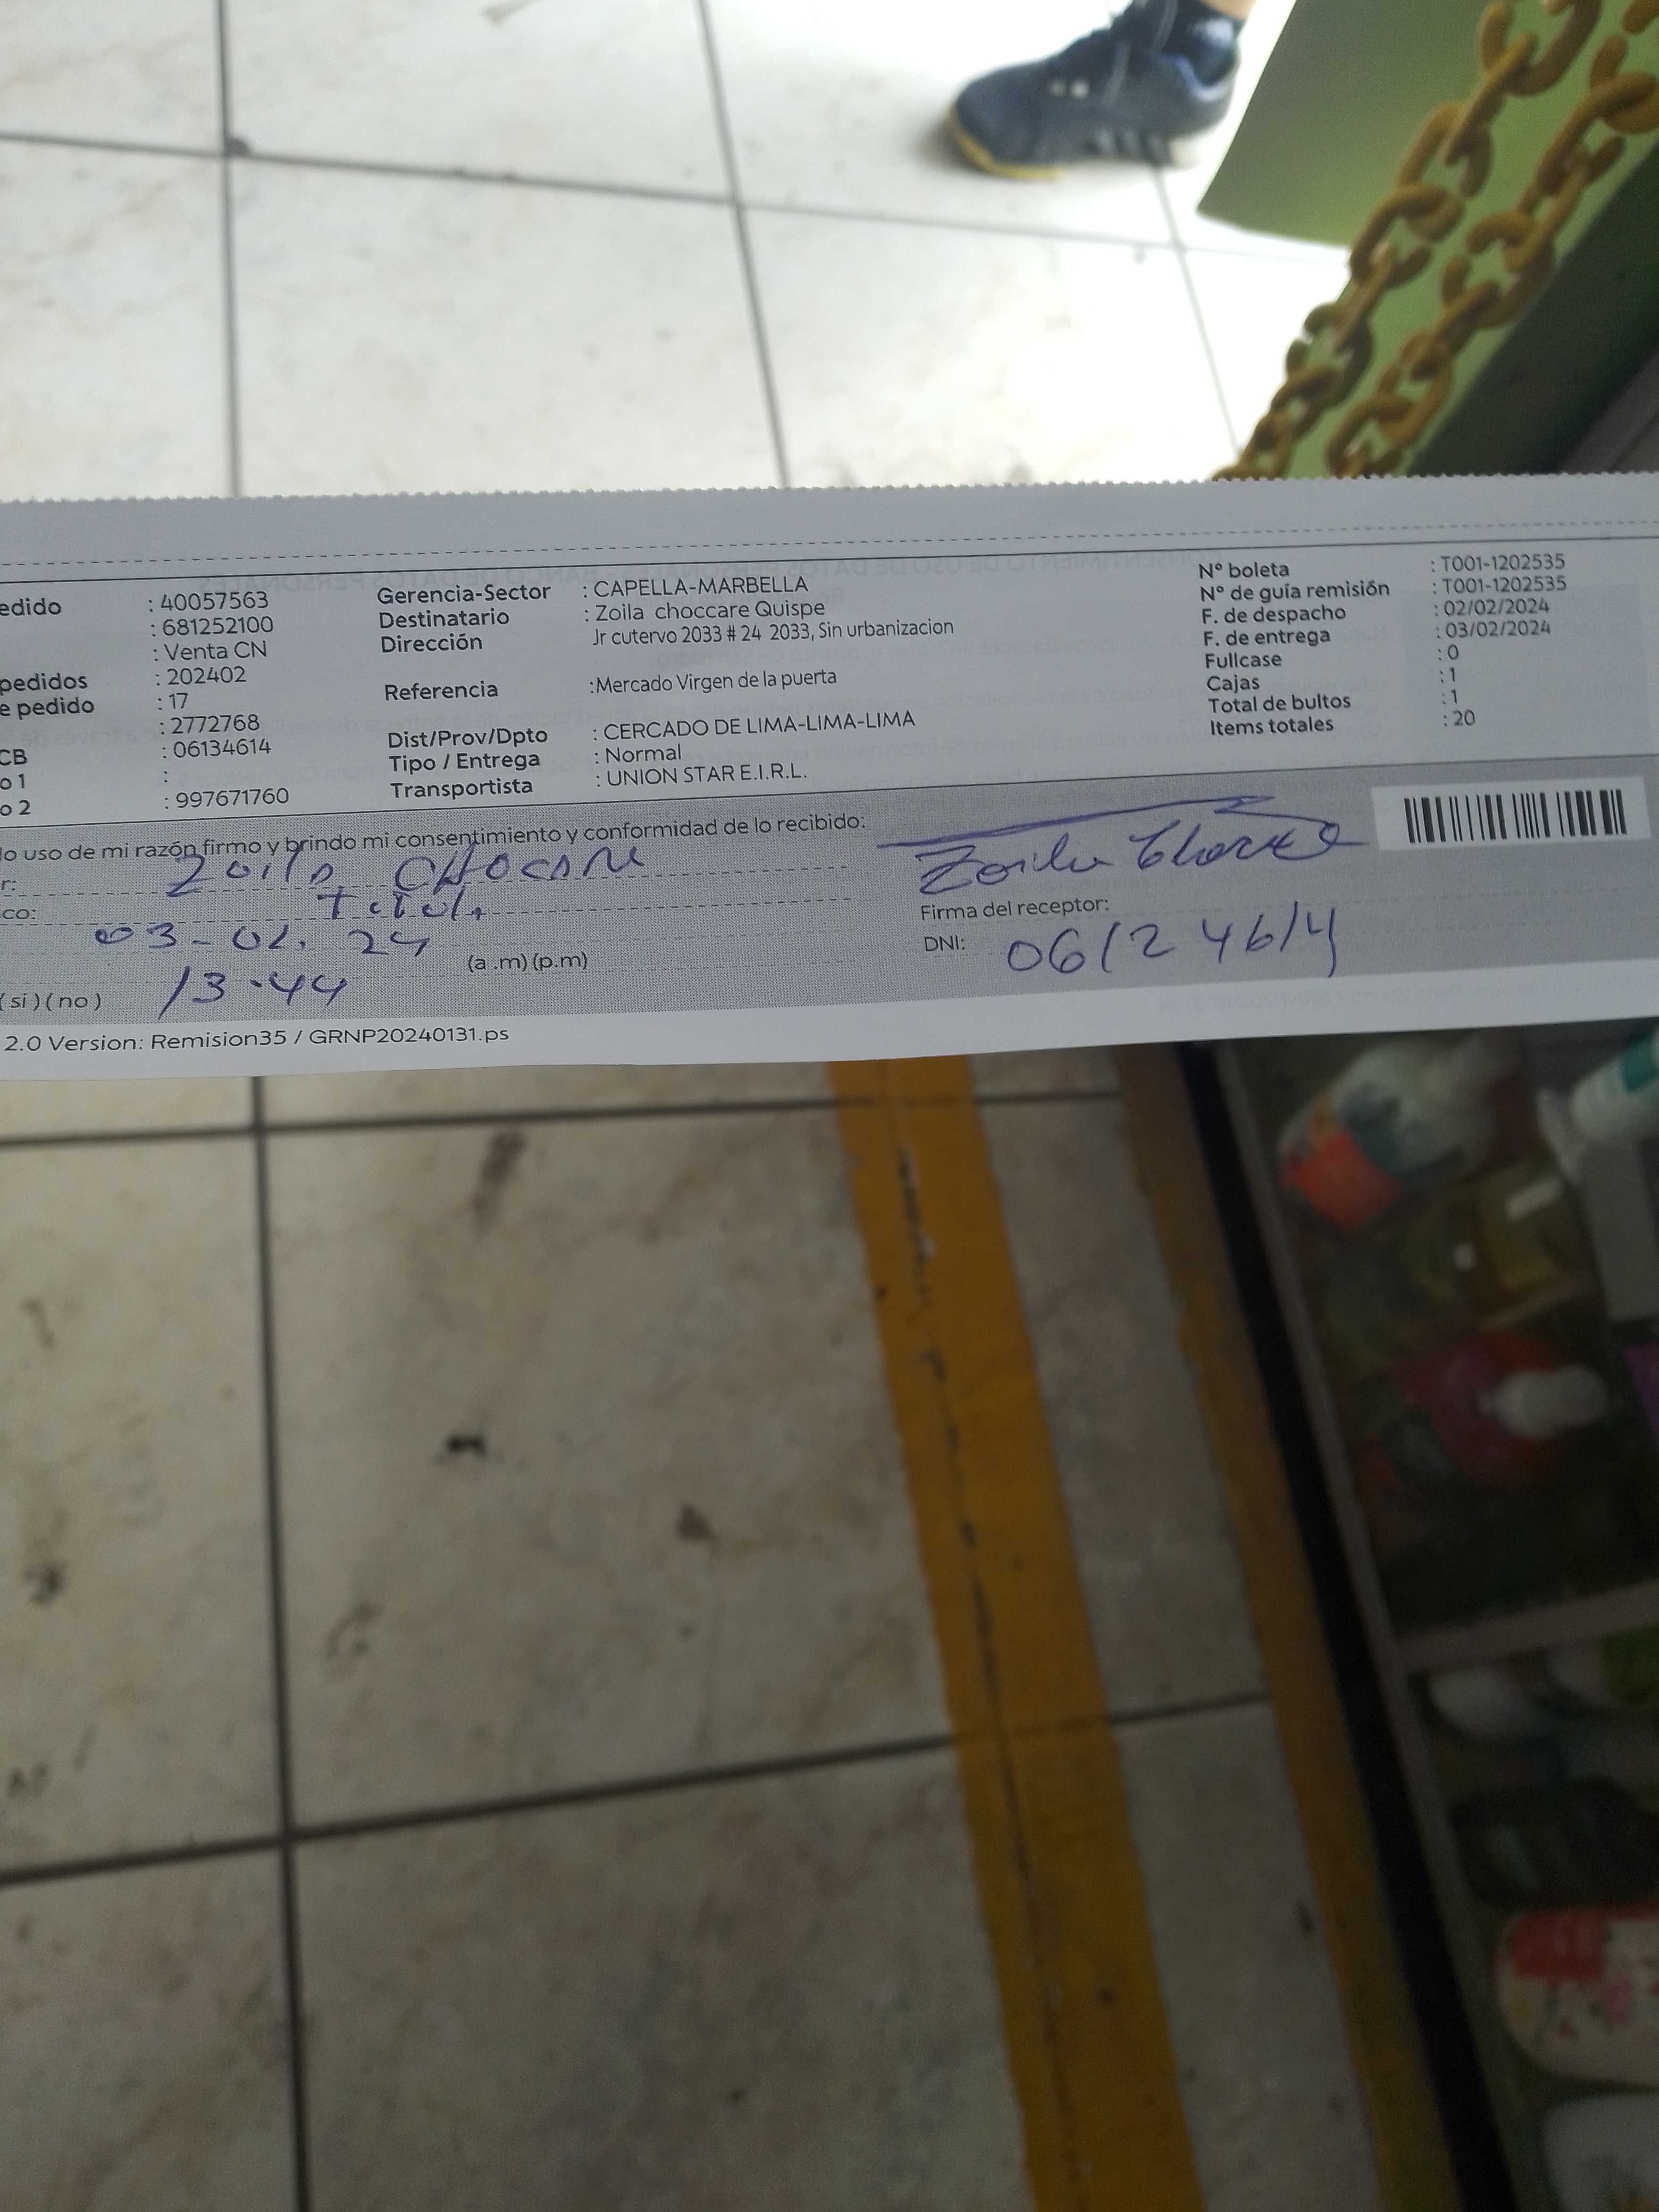 edido : 40057563
: 681252100
: Venta CN
pedidos : 202402
e pedido : 17
: 2772768
CB : 06134614
o 1 :
o 2 : 997671760
Gerencia-Sector : CAPELLA-MARBELLA
Destinatario : Zoila choccare Quispe
Dirección Jr cutervo 2033 # 24 2033, Sin urbanizacion
Referencia :Mercado Virgen de la puerta
Dist/Prov/Dpto : CERCADO DE LIMA-LIMA-LIMA
Tipo / Entrega : Normal
Transportista : UNION STAR E.I.R.L.
N° boleta : T001-1202535
N° de guía remisión : T001-1202535
F. de despacho : 02/02/2024
F. de entrega : 03/02/2024
Fullcase : 0
Cajas : 1
Total de bultos : 1
Items totales : 20
lo uso de mi razón firmo y brindo mi consentimiento y conformidad de lo recibido:
r: Zoila
co:
03-02. 24
(a .m) (p.m)
( si ) ( no ) 13.44
Zoila
Firma del receptor:
DNI: 06124614
2.0 Version: Remision35 / GRNP20240131.ps